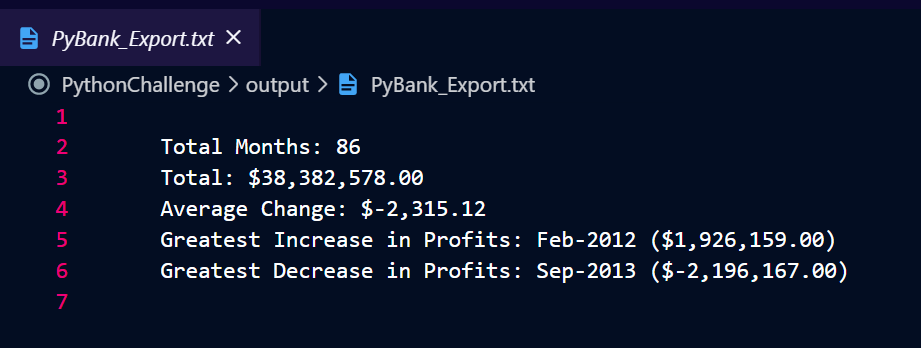 PyBank_Export.txt
PythonChallenge > output > PyBank_Export.txt
1
2 Total Months: 86
3 Total: $38,382,578.00
4 Average Change: $-2,315.12
5 Greatest Increase in Profits: Feb-2012 ($1,926,159.00)
6 Greatest Decrease in Profits: Sep-2013 ($-2,196,167.00)
7